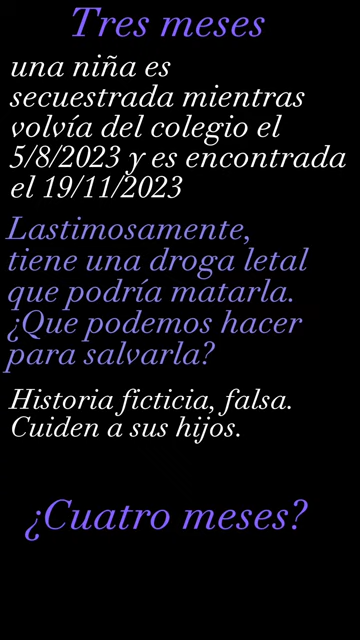 Tres meses
una niña es
secuestrada mientras
volvía del colegio el
5/8/2023 y es encontrada
el 19/11/2023
Lastimosamente,
tiene una droga letal
que podría matarla.
¿Que podemos hacer
para salvarla?
Historia ficticia, falsa.
Cuiden a sus hijos.
¿Cuatro meses?